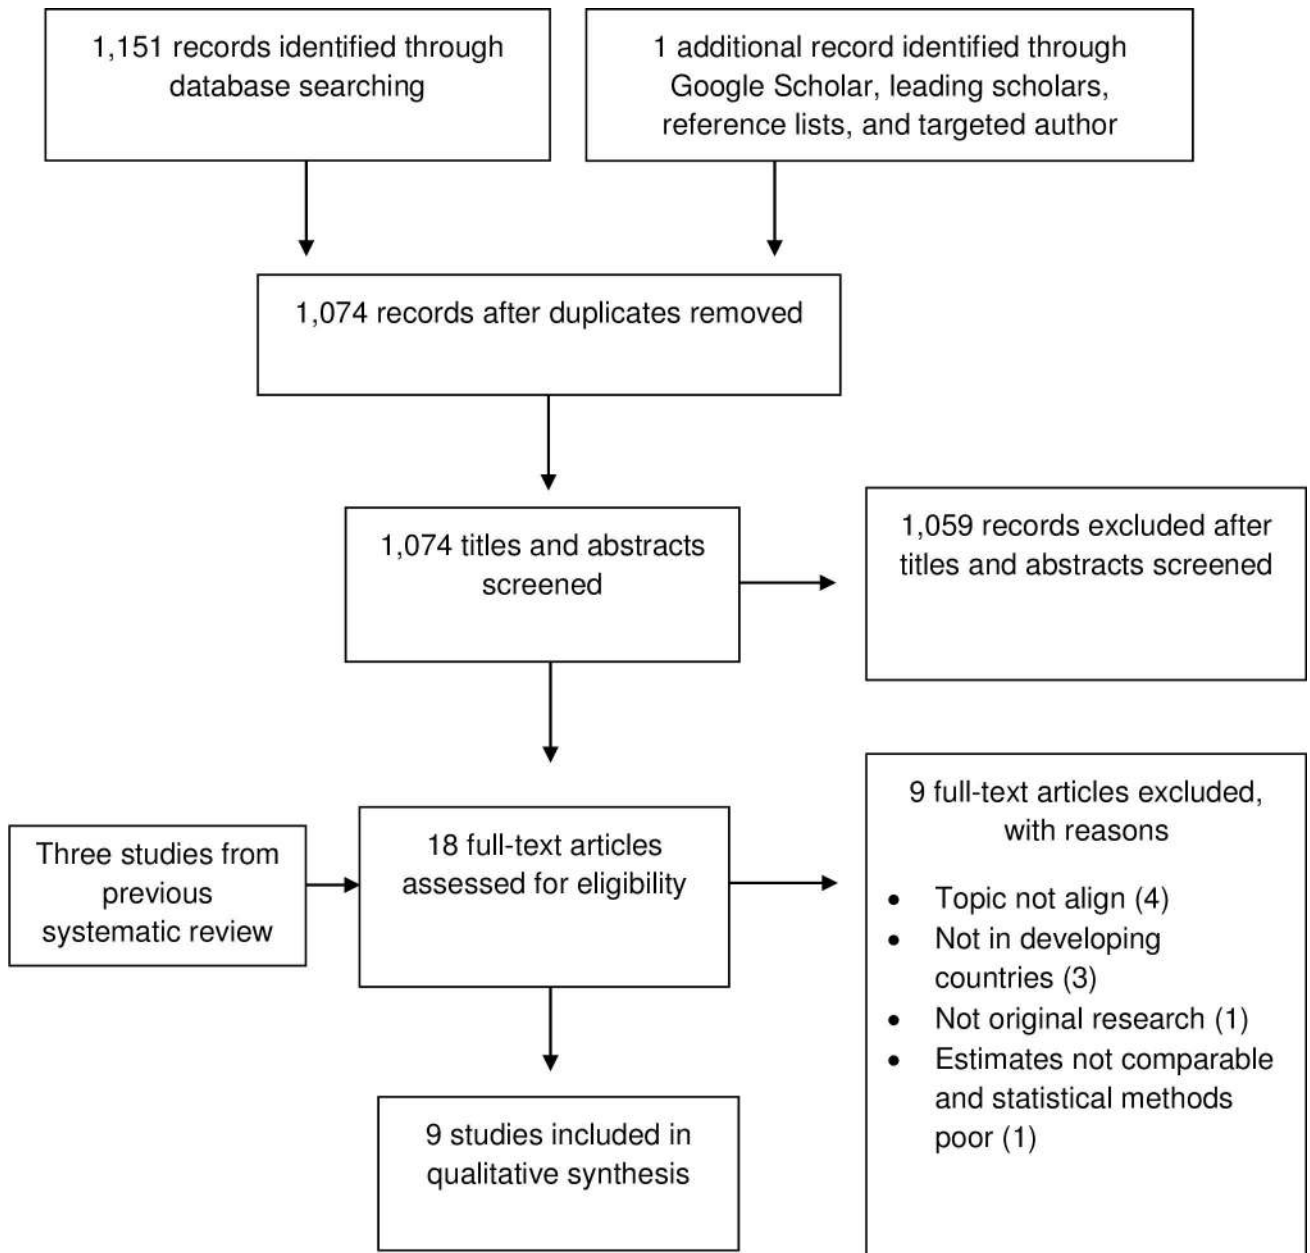 1,151 records identified through
database searching
1 additional record identified through
Google Scholar, leading scholars,
reference lists, and targeted author
1,074 records after duplicates removed
1,074 titles and abstracts
screened
1,059 records excluded after
titles and abstracts screened
Three studies from
previous
systematic review
18 full-text articles
assessed for eligibility
9 full-text articles excluded,
with reasons
• Topic not align (4)
• Not in developing
countries (3)
• Not original research (1)
• Estimates not comparable
and statistical methods
poor (1)
9 studies included in
qualitative synthesis